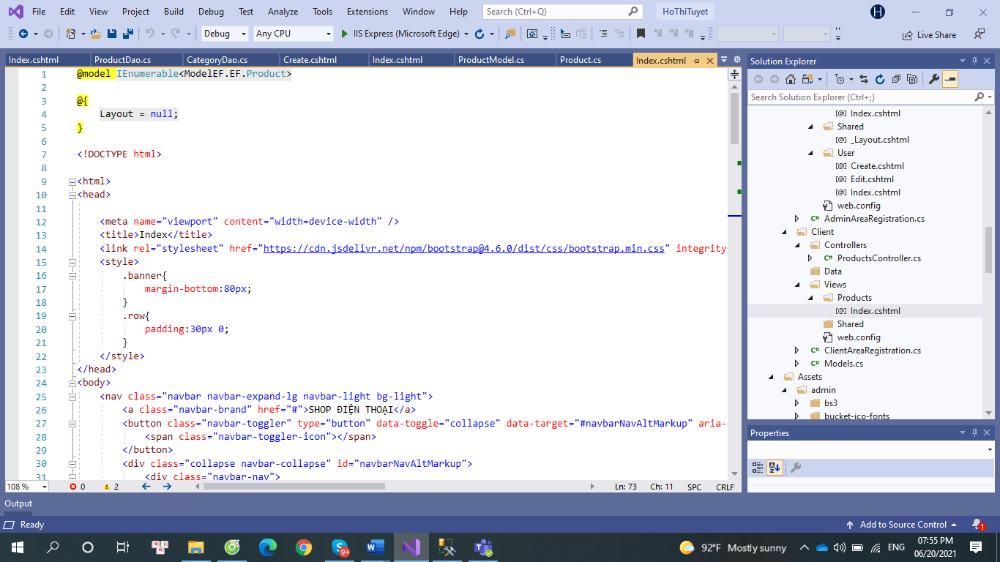 File Edit View Project Build Debug Test Analyze Tools Extensions Window Help Search (Ctrl+Q) HoThiTuyet H
Debug Any CPU IIS Express (Microsoft Edge) Live Share
Index.cshtml ProductDao.cs CategoryDao.cs Create.cshtml Index.cshtml ProductModel.cs Product.cs Index.cshtml
1 @model IEnumerable<ModelEF.EF.Product>
2
3 @{
4 Layout = null;
5 }
6
7 <!DOCTYPE html>
8
9 <html>
10 <head>
11
12 <meta name="viewport" content="width=device-width" />
13 <title>Index</title>
14 <link rel="stylesheet" href="https://cdn.jsdelivr.net/npm/bootstrap@4.6.0/dist/css/bootstrap.min.css" integrity
15 <style>
16 .banner{
17 margin-bottom:80px;
18 }
19 .row{
20 padding:30px 0;
21 }
22 </style>
23 </head>
24 <body>
25 <nav class="navbar navbar-expand-lg navbar-light bg-light">
26 <a class="navbar-brand" href="#">SHOP ĐIỆN THOẠI</a>
27 <button class="navbar-toggler" type="button" data-toggle="collapse" data-target="#navbarNavAltMarkup" aria-
28 <span class="navbar-toggler-icon"></span>
29 </button>
30 <div class="collapse navbar-collapse" id="navbarNavAltMarkup">
31 <div class="navbar-nav">
108 % 0 2 Ln: 73 Ch: 11 SPC CRLF
Solution Explorer
Search Solution Explorer (Ctrl+;)
Index.cshtml
Shared
_Layout.cshtml
User
Create.cshtml
Edit.cshtml
Index.cshtml
web.config
C# AdminAreaRegistration.cs
Client
Controllers
C# ProductsController.cs
Data
Views
Products
Index.cshtml
Shared
web.config
C# ClientAreaRegistration.cs
C# Models.cs
Assets
admin
bs3
bucket-ico-fonts
Properties
Output
Ready Add to Source Control 1
9+ 92°F Mostly sunny ENG 07:55 PM
06/20/2021